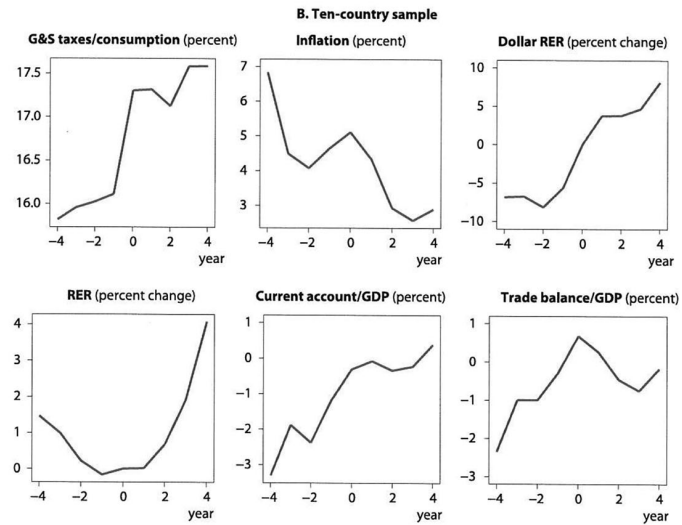 B. Ten-country sample
G&S taxes/consumption (percent)
17.5
17.0
16.5
16.0
−4 −2 0 2 4
year
Inflation (percent)
7
6
5
4
3
−4 −2 0 2 4
year
Dollar RER (percent change)
10
5
0
−5
−10
−4 −2 0 2 4
year
RER (percent change)
4
3
2
1
0
−4 −2 0 2 4
year
Current account/GDP (percent)
1
0
−1
−2
−3
−4 −2 0 2 4
year
Trade balance/GDP (percent)
1
0
−1
−2
−3
−4 −2 0 2 4
year